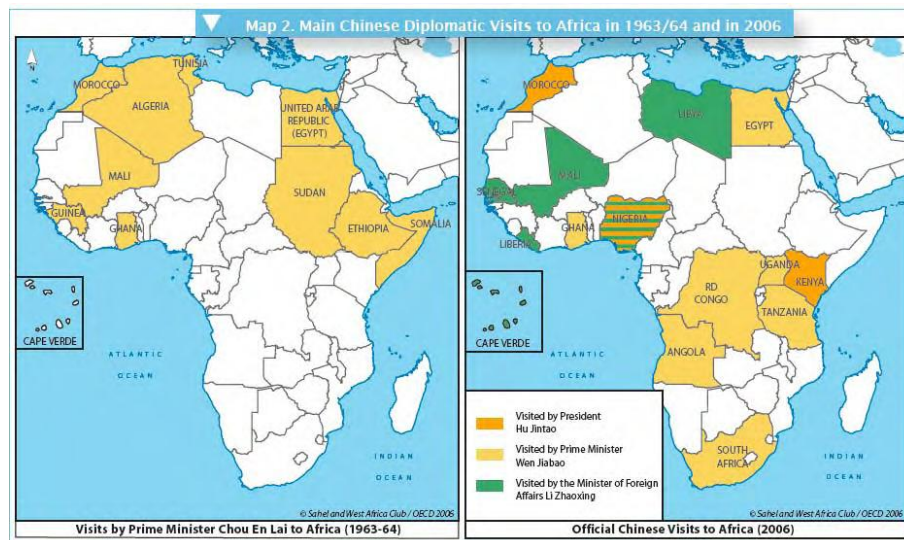 Map 2. Main Chinese Diplomatic Visits to Africa in 1963/64 and in 2006
N
TUNISIA
MOROCCO
ALGERIA
UNITED ARAB
REPUBLIC
(EGYPT)
MALI
SUDAN
GUINEA
GHANA
ETHIOPIA
SOMALIA
CAPE VERDE
ATLANTIC
OCEAN
INDIAN
OCEAN
© Sahel and West Africa Club / OECD 2006
Visits by Prime Minister Chou En Lai to Africa (1963-64)
MOROCCO
LIBYA
EGYPT
MALI
SENEGAL
NIGERIA
GHANA
LIBERIA
UGANDA
KENYA
RD
CONGO
TANZANIA
CAPE VERDE
ANGOLA
ATLANTIC
OCEAN
SOUTH
AFRICA
INDIAN
OCEAN
Visited by President
Hu Jintao
Visited by Prime Minister
Wen Jiabao
Visited by the Minister of Foreign
Affairs Li Zhaoxing
© Sahel and West Africa Club / OECD 2006
Official Chinese Visits to Africa (2006)